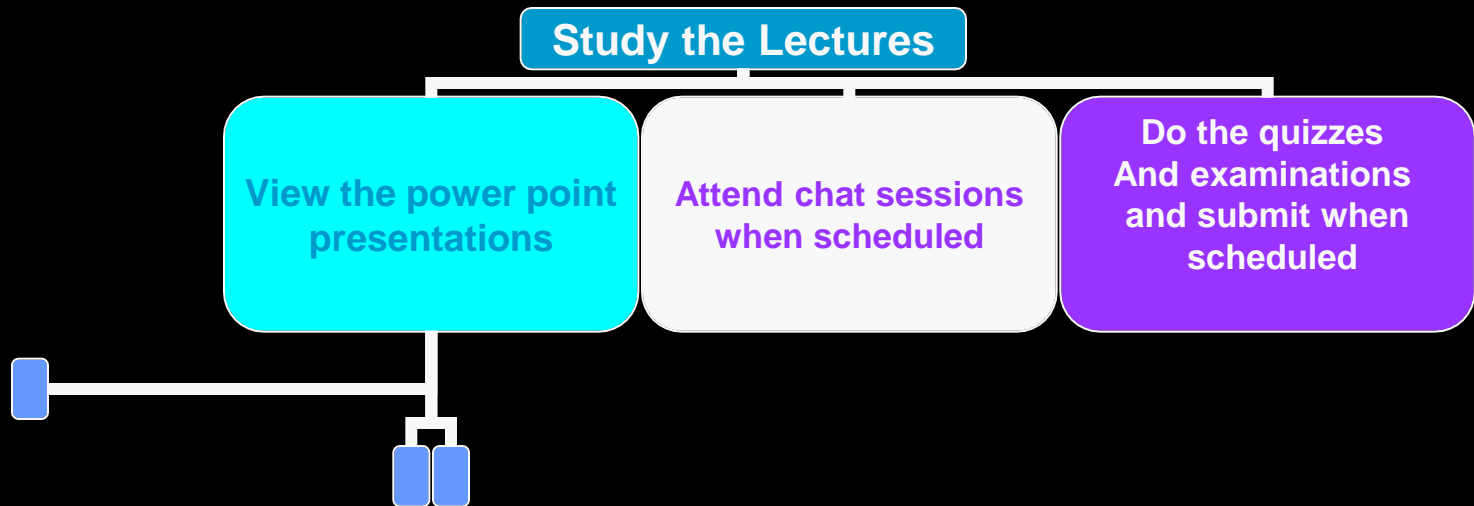 Study the Lectures
View the power point
presentations
Attend chat sessions
when scheduled
Do the quizzes
And examinations
and submit when
scheduled